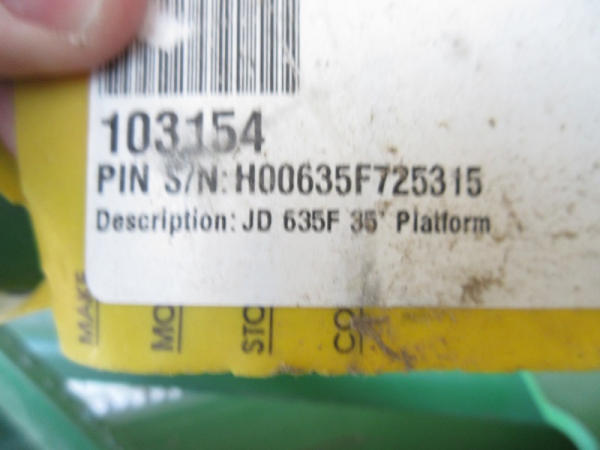 103154
PIN S/N: H00635F725315
Description: JD 635F 35' Platform
MAKE
MO
STO
CO